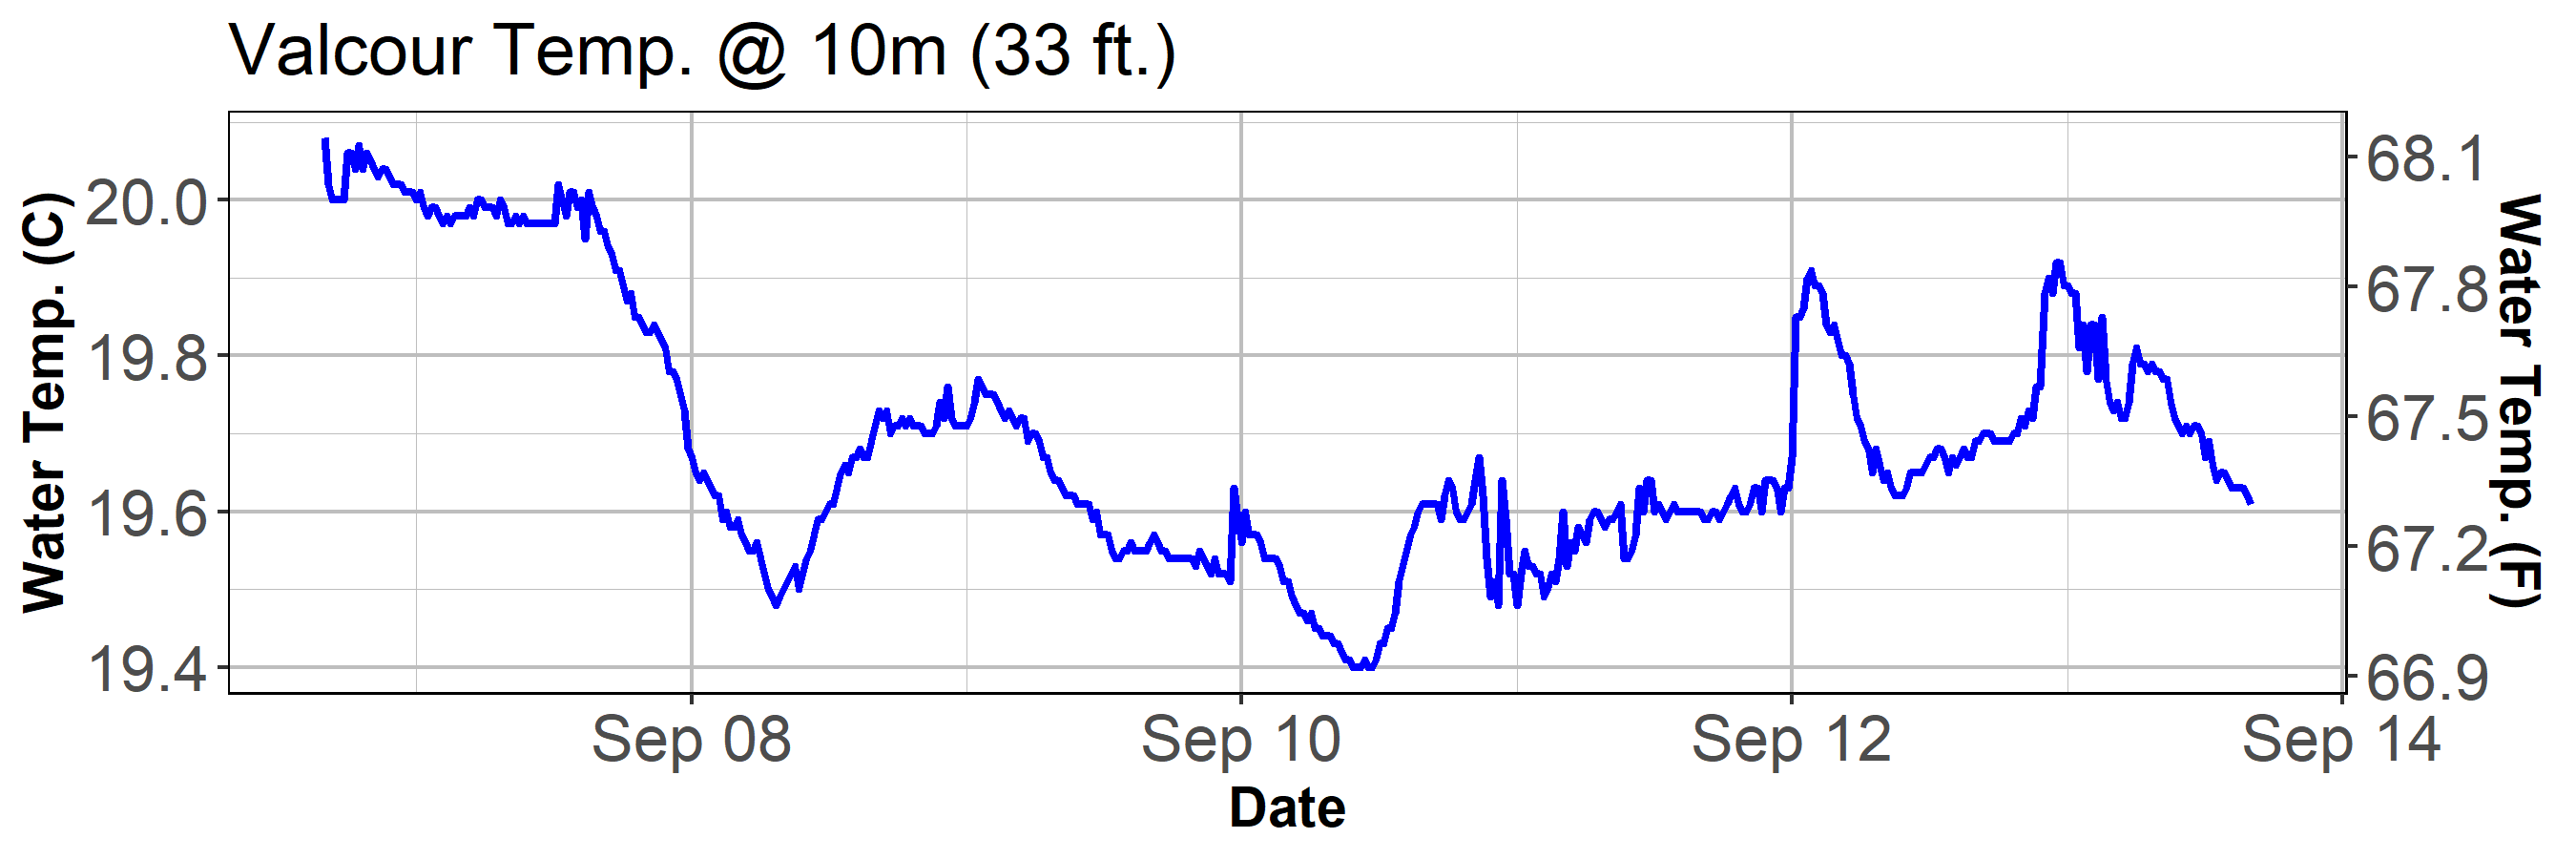 Valcour Temp. @ 10m (33 ft.)
Water Temp. (C)
20.0
19.8
19.6
19.4
68.1
67.8
67.5
67.2
66.9
Water Temp. (F)
Sep 08
Sep 10
Sep 12
Sep 14
Date